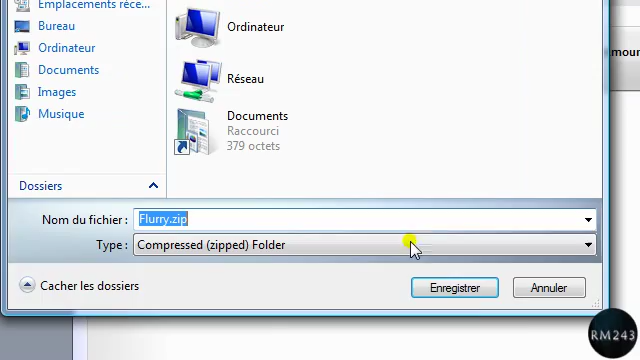 Emplacements réce...
Bureau
Ordinateur
Documents
Images
Musique
Dossiers
Ordinateur
Réseau
Documents
Raccourci
379 octets
Nom du fichier :
Flurry.zip
Type :
Compressed (zipped) Folder
Cacher les dossiers
Enregistrer
Annuler
mour
RM243